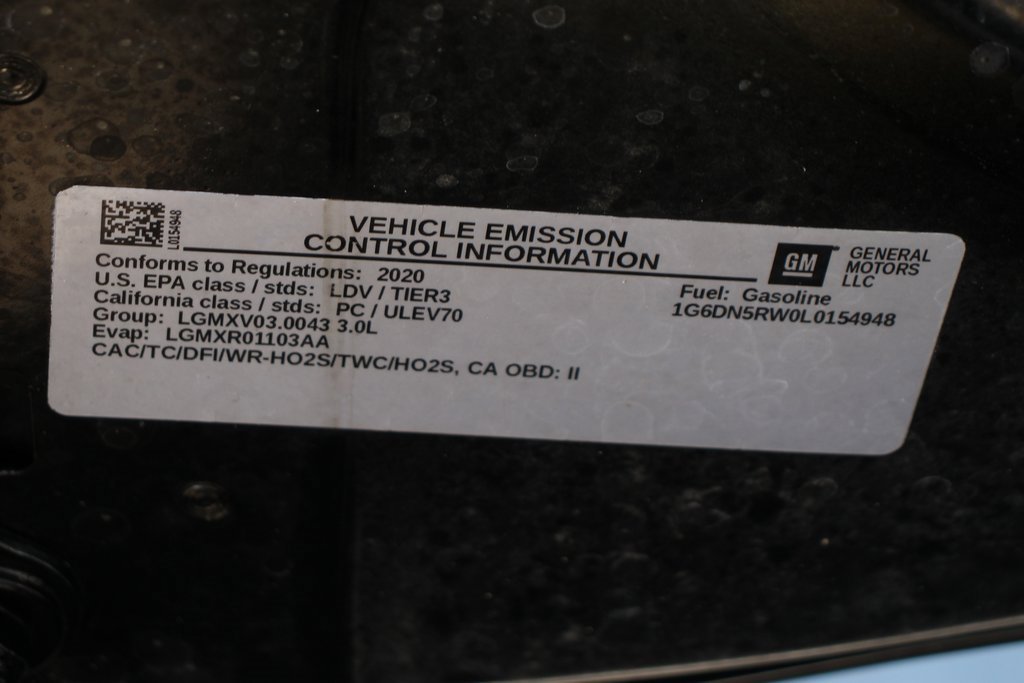 L0154948
VEHICLE EMISSION
CONTROL INFORMATION
GM
GENERAL
MOTORS
LLC
Conforms to Regulations: 2020
U.S. EPA class / stds: LDV / TIER3
California class / stds: PC / ULEV70
Group: LGMXV03.0043 3.0L
Evap: LGMXR01103AA
CAC/TC/DFI/WR-HO2S/TWC/HO2S, CA OBD: II
Fuel: Gasoline
1G6DN5RW0L0154948